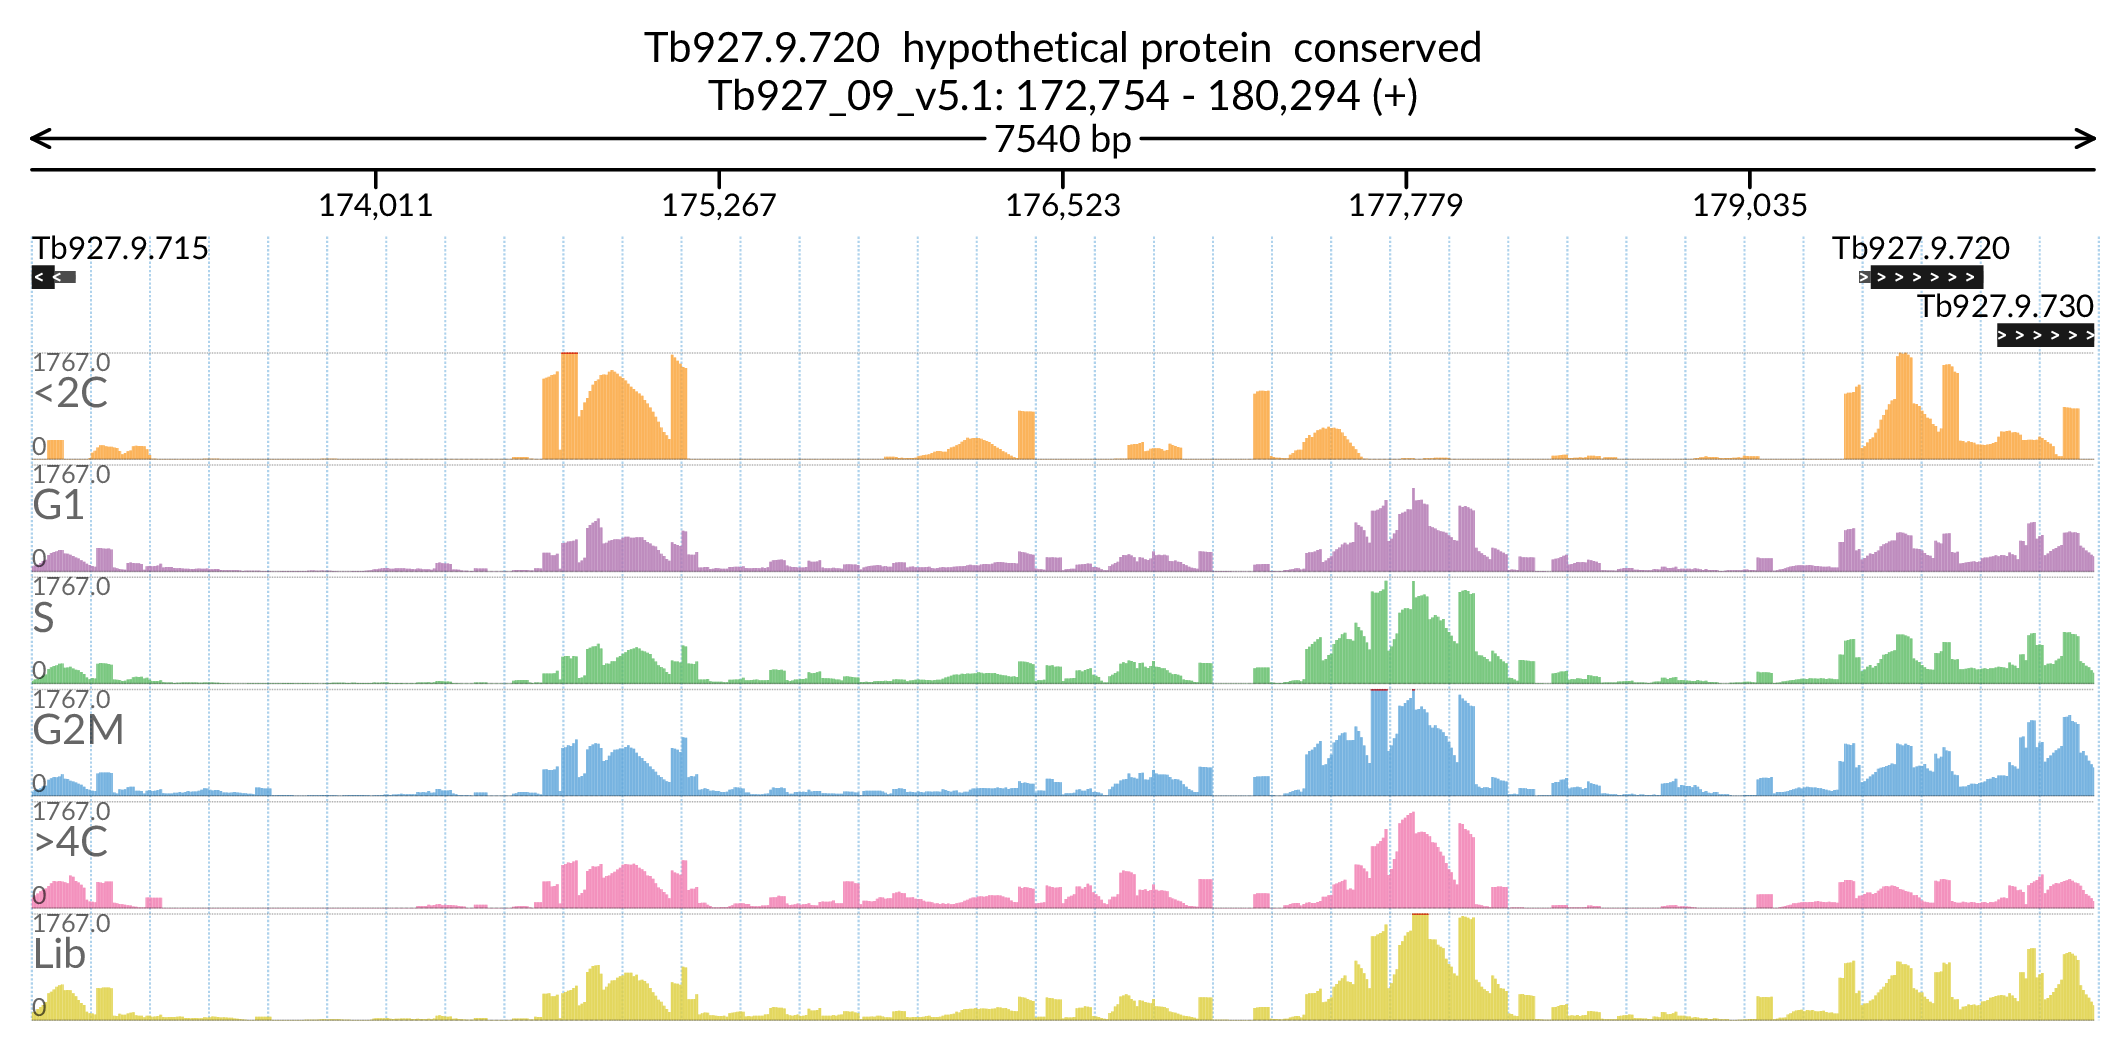 Tb927.9.720 hypothetical protein conserved
Tb927_09_v5.1: 172,754 - 180,294 (+)
7540 bp
174,011 175,267 176,523 177,779 179,035
Tb927.9.715 Tb927.9.720
Tb927.9.730
1767.0
<2C
0
1767.0
G1
0
1767.0
S
0
1767.0
G2M
0
1767.0
>4C
0
1767.0
Lib
0